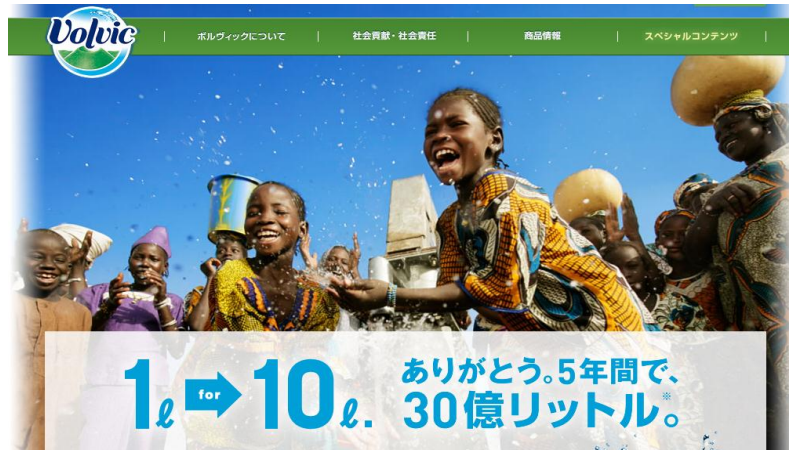 Volvic
ボルヴィックについて
社会貢献・社会責任
商品情報
スペシャルコンテンツ
1ℓ for 10ℓ.
ありがとう。5年間で、
30億リットル※。